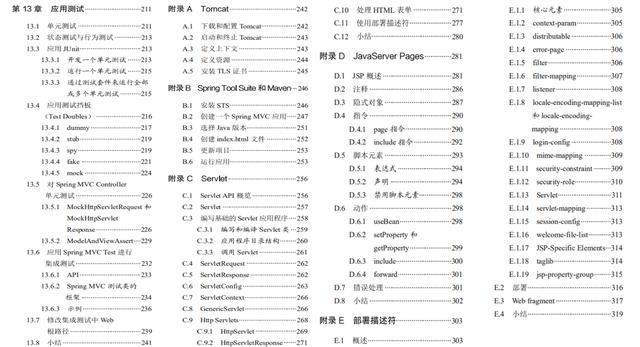 第 13 章 应用测试 211
13.1 单元测试 211
13.2 状态测试与行为测试 213
13.3 应用 JUnit 213
13.3.1 开发一个单元测试 213
13.3.2 运行一个单元测试 215
13.3.3 通过测试套件来运行全部
或多个单元测试 215
13.4 应用测试挡板
（Test Doubles） 216
13.4.1 dummy 217
13.4.2 stub 219
13.4.3 spy 219
13.4.4 fake 221
13.4.5 mock 224
13.5 对 Spring MVC Controller
单元测试 226
13.5.1 MockHttpServletRequest 和
MockHttpServlet
Response 226
13.5.2 ModelAndViewAssert 229
13.6 应用 Spring MVC Test 进行
集成测试 232
13.6.1 API 233
13.6.2 Spring MVC 测试类的
框架 234
13.6.3 示例 236
13.7 修改集成测试中 Web
根路径 239
13.8 小结 241
附录 A Tomcat 242
A.1 下载和配置 Tomcat 242
A.2 启动和终止 Tomcat 243
A.3 定义上下文 243
A.4 定义资源 244
A.5 安装 TLS 证书 245
附录 B Spring Tool Suite 和 Maven 246
B.1 安装 STS 246
B.2 创建一个 Spring MVC 应用 247
B.3 选择 Java 版本 251
B.4 创建 index.html 文件 252
B.5 更新项目 253
B.6 运行应用 253
附录 C Servlet 256
C.1 Servlet API 概览 256
C.2 Servlet 257
C.3 编写基础的 Servlet 应用程序 258
C.3.1 编写和编译 Servlet 类 259
C.3.2 应用程序目录结构 260
C.3.3 调用 Servlet 261
C.4 ServletRequest 262
C.5 ServletResponse 262
C.6 ServletConfig 263
C.7 ServletContext 266
C.8 GenericServlet 266
C.9 Http Servlets 268
C.9.1 HttpServlet 269
C.9.2 HttpServletResponse 271
C.10 处理 HTML 表单 271
C.11 使用部署描述符 277
C.12 小结 280
附录 D JavaServer Pages 281
D.1 JSP 概述 281
D.2 注释 286
D.3 隐式对象 287
D.4 指令 290
D.4.1 page 指令 290
D.4.2 include 指令 292
D.5 脚本元素 293
D.5.1 表达式 294
D.5.2 声明 294
D.5.3 禁用脚本元素 298
D.6 动作 298
D.6.1 useBean 298
D.6.2 setProperty 和
getProperty 299
D.6.3 include 300
D.6.4 forward 301
D.7 错误处理 301
D.8 小结 302
附录 E 部署描述符 303
E.1 概述 303
E.1.1 核心元素 305
E.1.2 context-param 305
E.1.3 distributable 306
E.1.4 error-page 306
E.1.5 filter 306
E.1.6 filter-mapping 307
E.1.7 listener 308
E.1.8 locale-encoding-mapping-list
和 locale-encoding-
mapping 308
E.1.9 login-config 308
E.1.10 mime-mapping 309
E.1.11 security-constraint 309
E.1.12 security-role 310
E.1.13 Servlet 311
E.1.14 servlet-mapping 313
E.1.15 session-config 313
E.1.16 welcome-file-list 313
E.1.17 JSP-Specific Elements 314
E.1.18 taglib 314
E.1.19 jsp-property-group 315
E.2 部署 316
E.3 Web fragment 317
E.4 小结 319